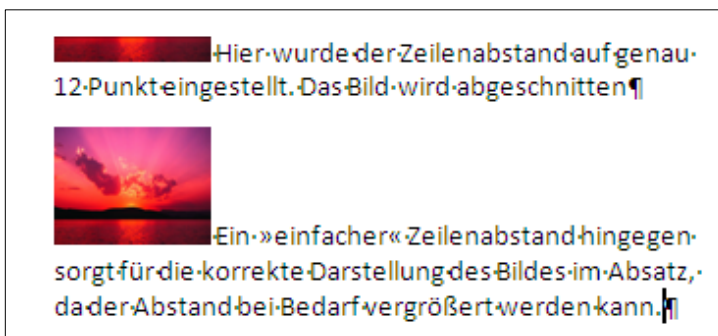 Hier·wurde·der·Zeilenabstand·auf·genau·
12·Punkt·eingestellt.·Das·Bild·wird·abgeschnitten¶
Ein·»einfacher«·Zeilenabstand·hingegen·
sorgt·für·die·korrekte·Darstellung·des·Bildes·im·Absatz,·
da·der·Abstand·bei·Bedarf·vergrößert·werden·kann.¶